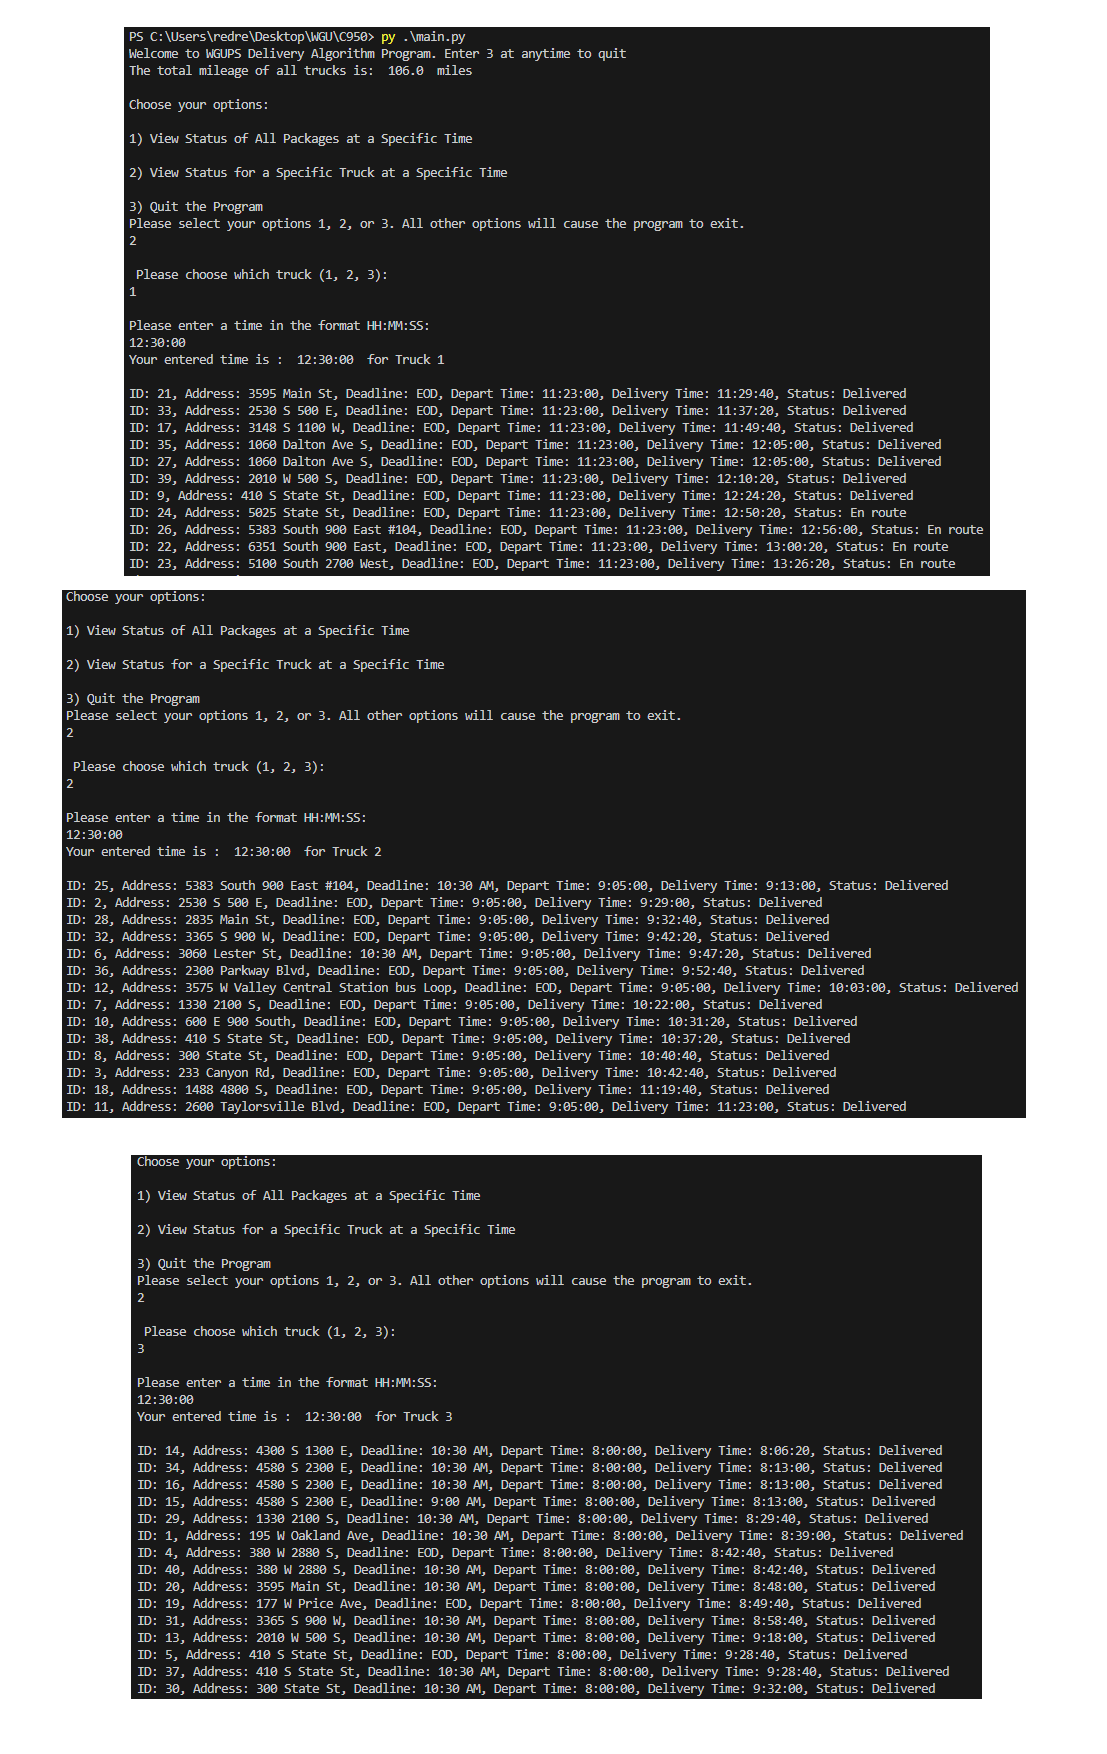 PS C:\Users\redre\Desktop\WGU\C950> py .\main.py
Welcome to WGUPS Delivery Algorithm Program. Enter 3 at anytime to quit
The total mileage of all trucks is:  106.0  miles
Choose your options:
1) View Status of All Packages at a Specific Time
2) View Status for a Specific Truck at a Specific Time
3) Quit the Program
Please select your options 1, 2, or 3. All other options will cause the program to exit.
2
Please choose which truck (1, 2, 3):
1
Please enter a time in the format HH:MM:SS:
12:30:00
Your entered time is :  12:30:00  for Truck 1
ID: 21, Address: 3595 Main St, Deadline: EOD, Depart Time: 11:23:00, Delivery Time: 11:29:40, Status: Delivered
ID: 33, Address: 2530 S 500 E, Deadline: EOD, Depart Time: 11:23:00, Delivery Time: 11:37:20, Status: Delivered
ID: 17, Address: 3148 S 1100 W, Deadline: EOD, Depart Time: 11:23:00, Delivery Time: 11:49:40, Status: Delivered
ID: 35, Address: 1060 Dalton Ave S, Deadline: EOD, Depart Time: 11:23:00, Delivery Time: 12:05:00, Status: Delivered
ID: 27, Address: 1060 Dalton Ave S, Deadline: EOD, Depart Time: 11:23:00, Delivery Time: 12:05:00, Status: Delivered
ID: 39, Address: 2010 W 500 S, Deadline: EOD, Depart Time: 11:23:00, Delivery Time: 12:10:20, Status: Delivered
ID: 9, Address: 410 S State St, Deadline: EOD, Depart Time: 11:23:00, Delivery Time: 12:24:20, Status: Delivered
ID: 24, Address: 5025 State St, Deadline: EOD, Depart Time: 11:23:00, Delivery Time: 12:50:20, Status: En route
ID: 26, Address: 5383 South 900 East #104, Deadline: EOD, Depart Time: 11:23:00, Delivery Time: 12:56:00, Status: En route
ID: 22, Address: 6351 South 900 East, Deadline: EOD, Depart Time: 11:23:00, Delivery Time: 13:00:20, Status: En route
ID: 23, Address: 5100 South 2700 West, Deadline: EOD, Depart Time: 11:23:00, Delivery Time: 13:26:20, Status: En route
Choose your options:
1) View Status of All Packages at a Specific Time
2) View Status for a Specific Truck at a Specific Time
3) Quit the Program
Please select your options 1, 2, or 3. All other options will cause the program to exit.
2
Please choose which truck (1, 2, 3):
2
Please enter a time in the format HH:MM:SS:
12:30:00
Your entered time is :  12:30:00  for Truck 2
ID: 25, Address: 5383 South 900 East #104, Deadline: 10:30 AM, Depart Time: 9:05:00, Delivery Time: 9:13:00, Status: Delivered
ID: 2, Address: 2530 S 500 E, Deadline: EOD, Depart Time: 9:05:00, Delivery Time: 9:29:00, Status: Delivered
ID: 28, Address: 2835 Main St, Deadline: EOD, Depart Time: 9:05:00, Delivery Time: 9:32:40, Status: Delivered
ID: 32, Address: 3365 S 900 W, Deadline: EOD, Depart Time: 9:05:00, Delivery Time: 9:42:20, Status: Delivered
ID: 6, Address: 3060 Lester St, Deadline: 10:30 AM, Depart Time: 9:05:00, Delivery Time: 9:47:20, Status: Delivered
ID: 36, Address: 2300 Parkway Blvd, Deadline: EOD, Depart Time: 9:05:00, Delivery Time: 9:52:40, Status: Delivered
ID: 12, Address: 3575 W Valley Central Station bus Loop, Deadline: EOD, Depart Time: 9:05:00, Delivery Time: 10:03:00, Status: Delivered
ID: 7, Address: 1330 2100 S, Deadline: EOD, Depart Time: 9:05:00, Delivery Time: 10:22:00, Status: Delivered
ID: 10, Address: 600 E 900 South, Deadline: EOD, Depart Time: 9:05:00, Delivery Time: 10:31:20, Status: Delivered
ID: 38, Address: 410 S State St, Deadline: EOD, Depart Time: 9:05:00, Delivery Time: 10:37:20, Status: Delivered
ID: 8, Address: 300 State St, Deadline: EOD, Depart Time: 9:05:00, Delivery Time: 10:40:40, Status: Delivered
ID: 3, Address: 233 Canyon Rd, Deadline: EOD, Depart Time: 9:05:00, Delivery Time: 10:42:40, Status: Delivered
ID: 18, Address: 1488 4800 S, Deadline: EOD, Depart Time: 9:05:00, Delivery Time: 11:19:40, Status: Delivered
ID: 11, Address: 2600 Taylorsville Blvd, Deadline: EOD, Depart Time: 9:05:00, Delivery Time: 11:23:00, Status: Delivered
Choose your options:
1) View Status of All Packages at a Specific Time
2) View Status for a Specific Truck at a Specific Time
3) Quit the Program
Please select your options 1, 2, or 3. All other options will cause the program to exit.
2
Please choose which truck (1, 2, 3):
3
Please enter a time in the format HH:MM:SS:
12:30:00
Your entered time is :  12:30:00  for Truck 3
ID: 14, Address: 4300 S 1300 E, Deadline: 10:30 AM, Depart Time: 8:00:00, Delivery Time: 8:06:20, Status: Delivered
ID: 34, Address: 4580 S 2300 E, Deadline: 10:30 AM, Depart Time: 8:00:00, Delivery Time: 8:13:00, Status: Delivered
ID: 16, Address: 4580 S 2300 E, Deadline: 10:30 AM, Depart Time: 8:00:00, Delivery Time: 8:13:00, Status: Delivered
ID: 15, Address: 4580 S 2300 E, Deadline: 9:00 AM, Depart Time: 8:00:00, Delivery Time: 8:13:00, Status: Delivered
ID: 29, Address: 1330 2100 S, Deadline: 10:30 AM, Depart Time: 8:00:00, Delivery Time: 8:29:40, Status: Delivered
ID: 1, Address: 195 W Oakland Ave, Deadline: 10:30 AM, Depart Time: 8:00:00, Delivery Time: 8:39:00, Status: Delivered
ID: 4, Address: 380 W 2880 S, Deadline: EOD, Depart Time: 8:00:00, Delivery Time: 8:42:40, Status: Delivered
ID: 40, Address: 380 W 2880 S, Deadline: 10:30 AM, Depart Time: 8:00:00, Delivery Time: 8:42:40, Status: Delivered
ID: 20, Address: 3595 Main St, Deadline: 10:30 AM, Depart Time: 8:00:00, Delivery Time: 8:48:00, Status: Delivered
ID: 19, Address: 177 W Price Ave, Deadline: EOD, Depart Time: 8:00:00, Delivery Time: 8:49:40, Status: Delivered
ID: 31, Address: 3365 S 900 W, Deadline: 10:30 AM, Depart Time: 8:00:00, Delivery Time: 8:58:40, Status: Delivered
ID: 13, Address: 2010 W 500 S, Deadline: 10:30 AM, Depart Time: 8:00:00, Delivery Time: 9:18:00, Status: Delivered
ID: 5, Address: 410 S State St, Deadline: EOD, Depart Time: 8:00:00, Delivery Time: 9:28:40, Status: Delivered
ID: 37, Address: 410 S State St, Deadline: 10:30 AM, Depart Time: 8:00:00, Delivery Time: 9:28:40, Status: Delivered
ID: 30, Address: 300 State St, Deadline: 10:30 AM, Depart Time: 8:00:00, Delivery Time: 9:32:00, Status: Delivered